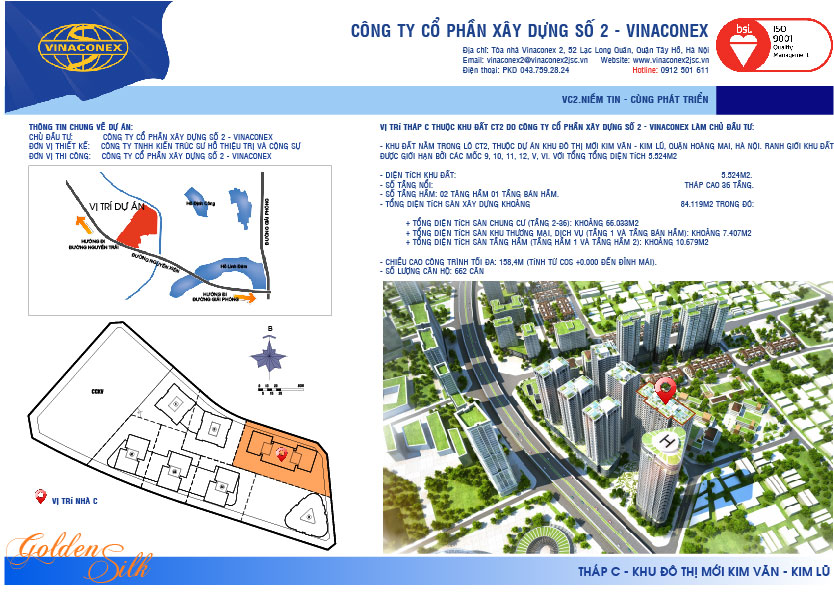 VINACONEX
CÔNG TY CỔ PHẦN XÂY DỰNG SỐ 2 - VINACONEX
Địa chỉ: Tòa nhà Vinaconex 2, 52 Lạc Long Quân, Quận Tây Hồ, Hà Nội
Email: vinaconex2@vinaconex2jsc.vn Website: www.vinaconex2jsc.vn
Điện thoại: PKD 043.759.28.24 Hotline: 0912 501 611
bsi.
ISO
9001
Quality
Management
VC2.NIỀM TIN - CÙNG PHÁT TRIỂN
THÔNG TIN CHUNG VỀ DỰ ÁN:
CHỦ ĐẦU TƯ: CÔNG TY CỔ PHẦN XÂY DỰNG SỐ 2 - VINACONEX
ĐƠN VỊ THIẾT KẾ: CÔNG TY TNHH KIẾN TRÚC SƯ HỒ THIỆU TRỊ VÀ CỘNG SỰ
ĐƠN VỊ THI CÔNG: CÔNG TY CỔ PHẦN XÂY DỰNG SỐ 2 - VINACONEX
VỊ TRÍ DỰ ÁN
Hồ Định Công
ĐƯỜNG GIẢI PHÓNG
HƯỚNG ĐI
ĐƯỜNG NGUYỄN TRÃI
ĐƯỜNG NGHIÊM XIỂN
Hồ Linh Đàm
HƯỚNG ĐI
ĐƯỜNG GIẢI PHÓNG
VỊ TRÍ THÁP C THUỘC KHU ĐẤT CT2 DO CÔNG TY CỔ PHẦN XÂY DỰNG SỐ 2 - VINACONEX LÀM CHỦ ĐẦU TƯ:
- KHU ĐẤT NẰM TRONG LÔ CT2, THUỘC DỰ ÁN KHU ĐÔ THỊ MỚI KIM VĂN - KIM LŨ, QUẬN HOÀNG MAI, HÀ NỘI. RANH GIỚI KHU ĐẤT
ĐƯỢC GIỚI HẠN BỞI CÁC MỐC 9, 10, 11, 12, V, VI. VỚI TỔNG TỔNG DIỆN TÍCH 5.524M2
- DIỆN TÍCH KHU ĐẤT: 5.524M2.
- SỐ TẦNG NỔI: THÁP CAO 36 TẦNG.
- SỐ TẦNG HẦM: 02 TẦNG HẦM 01 TẦNG BÁN HẦM.
- TỔNG DIỆN TÍCH SÀN XÂY DỰNG KHOẢNG 84.119M2 TRONG ĐÓ:
+ TỔNG DIỆN TÍCH SÀN CHUNG CƯ (TẦNG 2-36): KHOẢNG 66.033M2
+ TỔNG DIỆN TÍCH SÀN KHU THƯƠNG MẠI, DỊCH VỤ (TẦNG 1 VÀ TẦNG BÁN HẦM): KHOẢNG 7.407M2
+ TỔNG DIỆN TÍCH SÀN TẦNG HẦM (TẦNG HẦM 1 VÀ TẦNG HẦM 2): KHOẢNG 10.679M2
- CHIỀU CAO CÔNG TRÌNH TỐI ĐA: 158,4M (TÍNH TỪ COS +0.000 ĐẾN ĐỈNH MÁI).
- SỐ LƯỢNG CĂN HỘ: 662 CĂN
B
CCKV
H
VỊ TRÍ NHÀ C
Golden Silk
THÁP C - KHU ĐÔ THỊ MỚI KIM VĂN - KIM LŨ